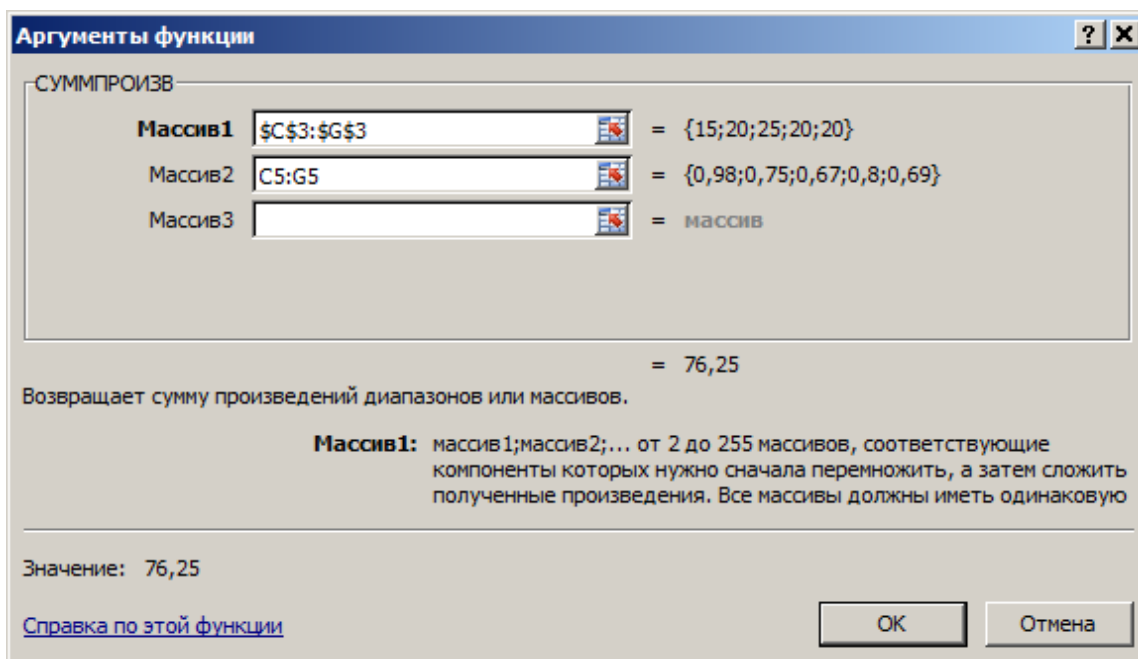 Аргументы функции
СУММПРОИЗВ
Массив1 $C$3:$G$3 = {15;20;25;20;20}
Массив2 C5:G5 = {0,98;0,75;0,67;0,8;0,69}
Массив3 = массив
= 76,25
Возвращает сумму произведений диапазонов или массивов.
Массив1: массив1;массив2;... от 2 до 255 массивов, соответствующие
компоненты которых нужно сначала перемножить, а затем сложить
полученные произведения. Все массивы должны иметь одинаковую
Значение: 76,25
Справка по этой функции
ОК Отмена